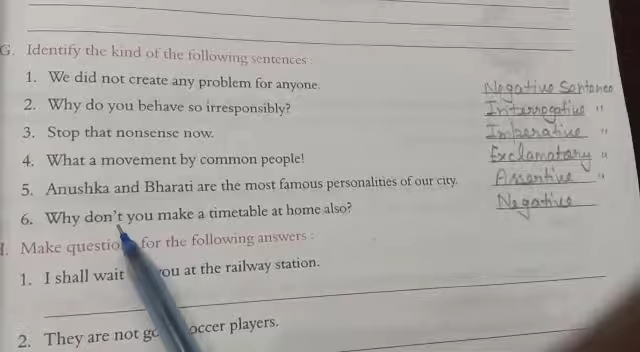 G. Identify the kind of the following sentences :
1. We did not create any problem for anyone. Negative Sentence
2. Why do you behave so irresponsibly? Interrogative "
3. Stop that nonsense now. Imperative "
4. What a movement by common people! Exclamatory "
5. Anushka and Bharati are the most famous personalities of our city. Assertive "
6. Why don't you make a timetable at home also? Negative
Make questio for the following answers :
1. I shall wait ou at the railway station.
2. They are not go occer players.